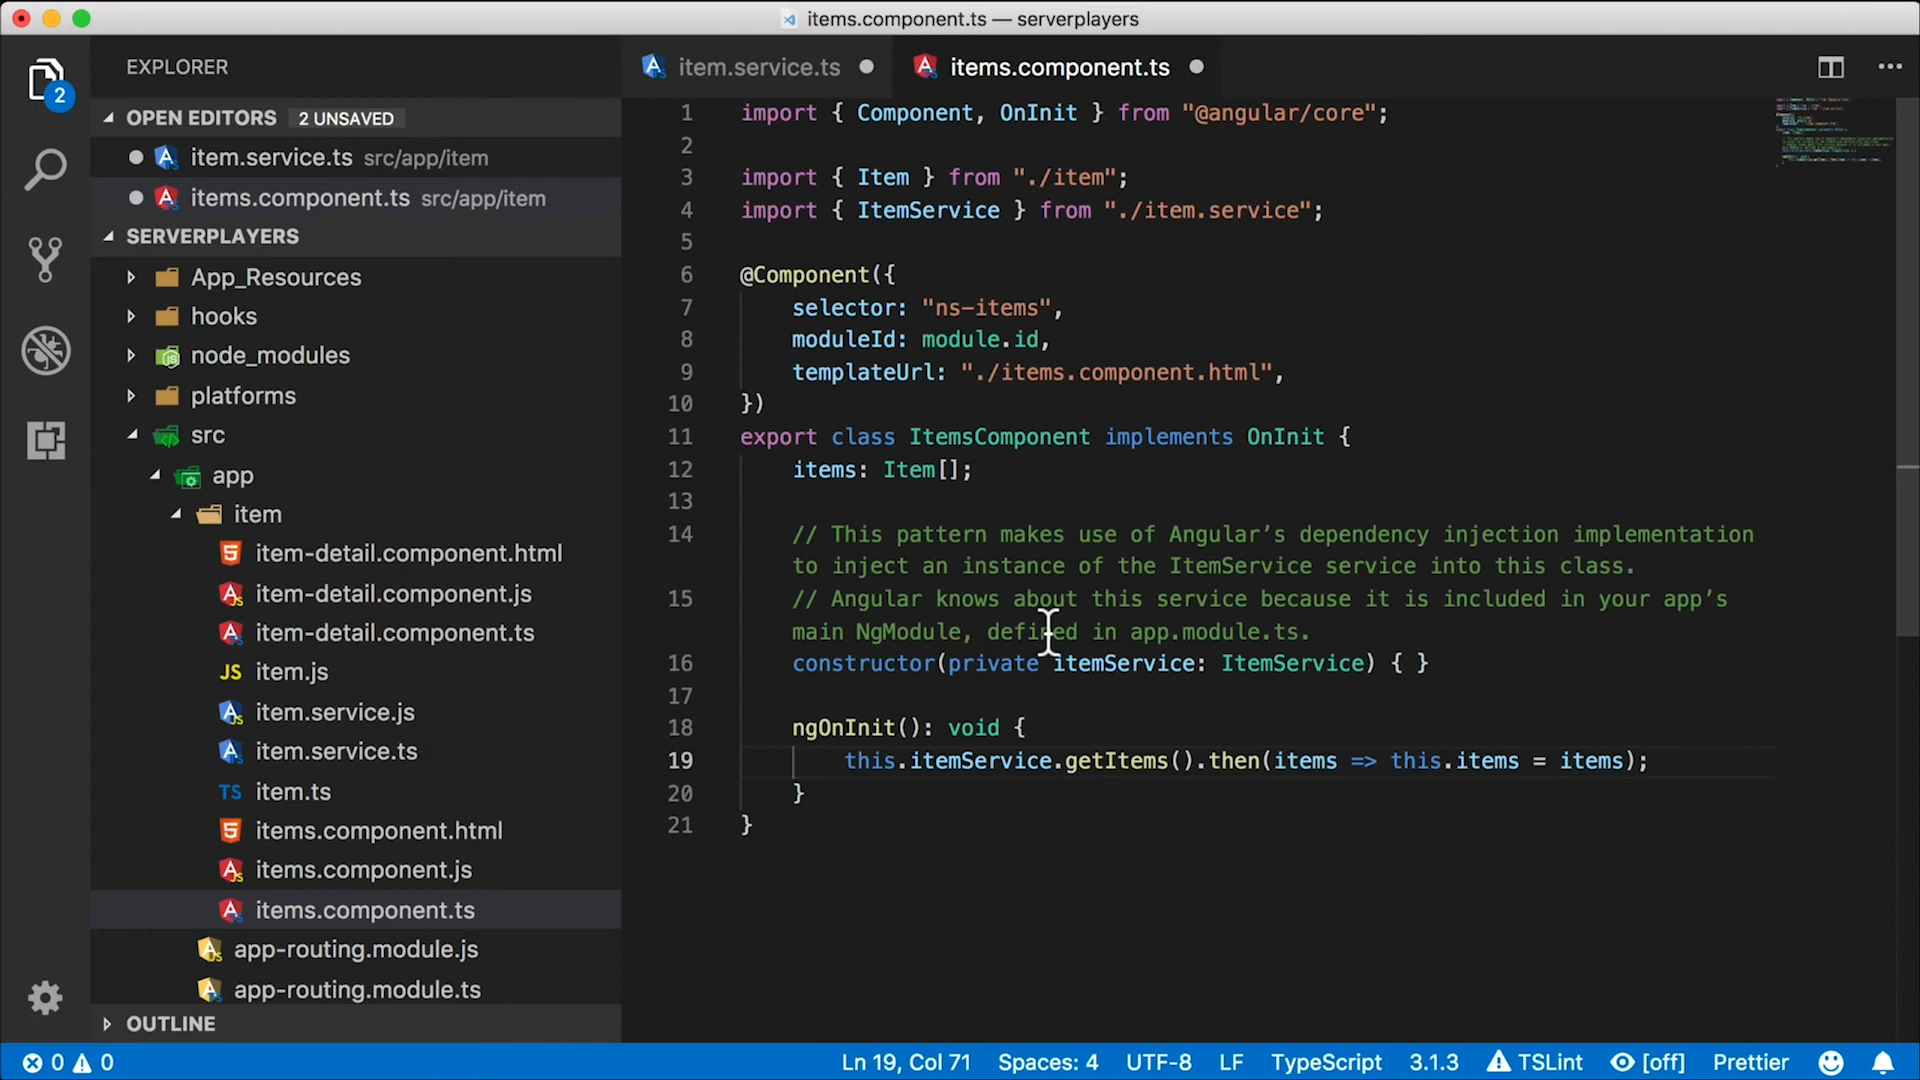 items.component.ts — serverplayers
EXPLORER
2
OPEN EDITORS 2 UNSAVED
item.service.ts src/app/item
items.component.ts src/app/item
SERVERPLAYERS
App_Resources
hooks
node_modules
platforms
src
app
item
item-detail.component.html
item-detail.component.js
item-detail.component.ts
JS item.js
item.service.js
item.service.ts
TS item.ts
items.component.html
items.component.js
items.component.ts
app-routing.module.js
app-routing.module.ts
OUTLINE
item.service.ts
items.component.ts
1 import { Component, OnInit } from "@angular/core";
2
3 import { Item } from "./item";
4 import { ItemService } from "./item.service";
5
6 @Component({
7 selector: "ns-items",
8 moduleId: module.id,
9 templateUrl: "./items.component.html",
10 })
11 export class ItemsComponent implements OnInit {
12 items: Item[];
13
14 // This pattern makes use of Angular’s dependency injection implementation
to inject an instance of the ItemService service into this class.
15 // Angular knows about this service because it is included in your app’s
main NgModule, defined in app.module.ts.
16 constructor(private itemService: ItemService) { }
17
18 ngOnInit(): void {
19 this.itemService.getItems().then(items => this.items = items);
20 }
21 }
0 0
Ln 19, Col 71 Spaces: 4 UTF-8 LF TypeScript 3.1.3 TSLint [off] Prettier